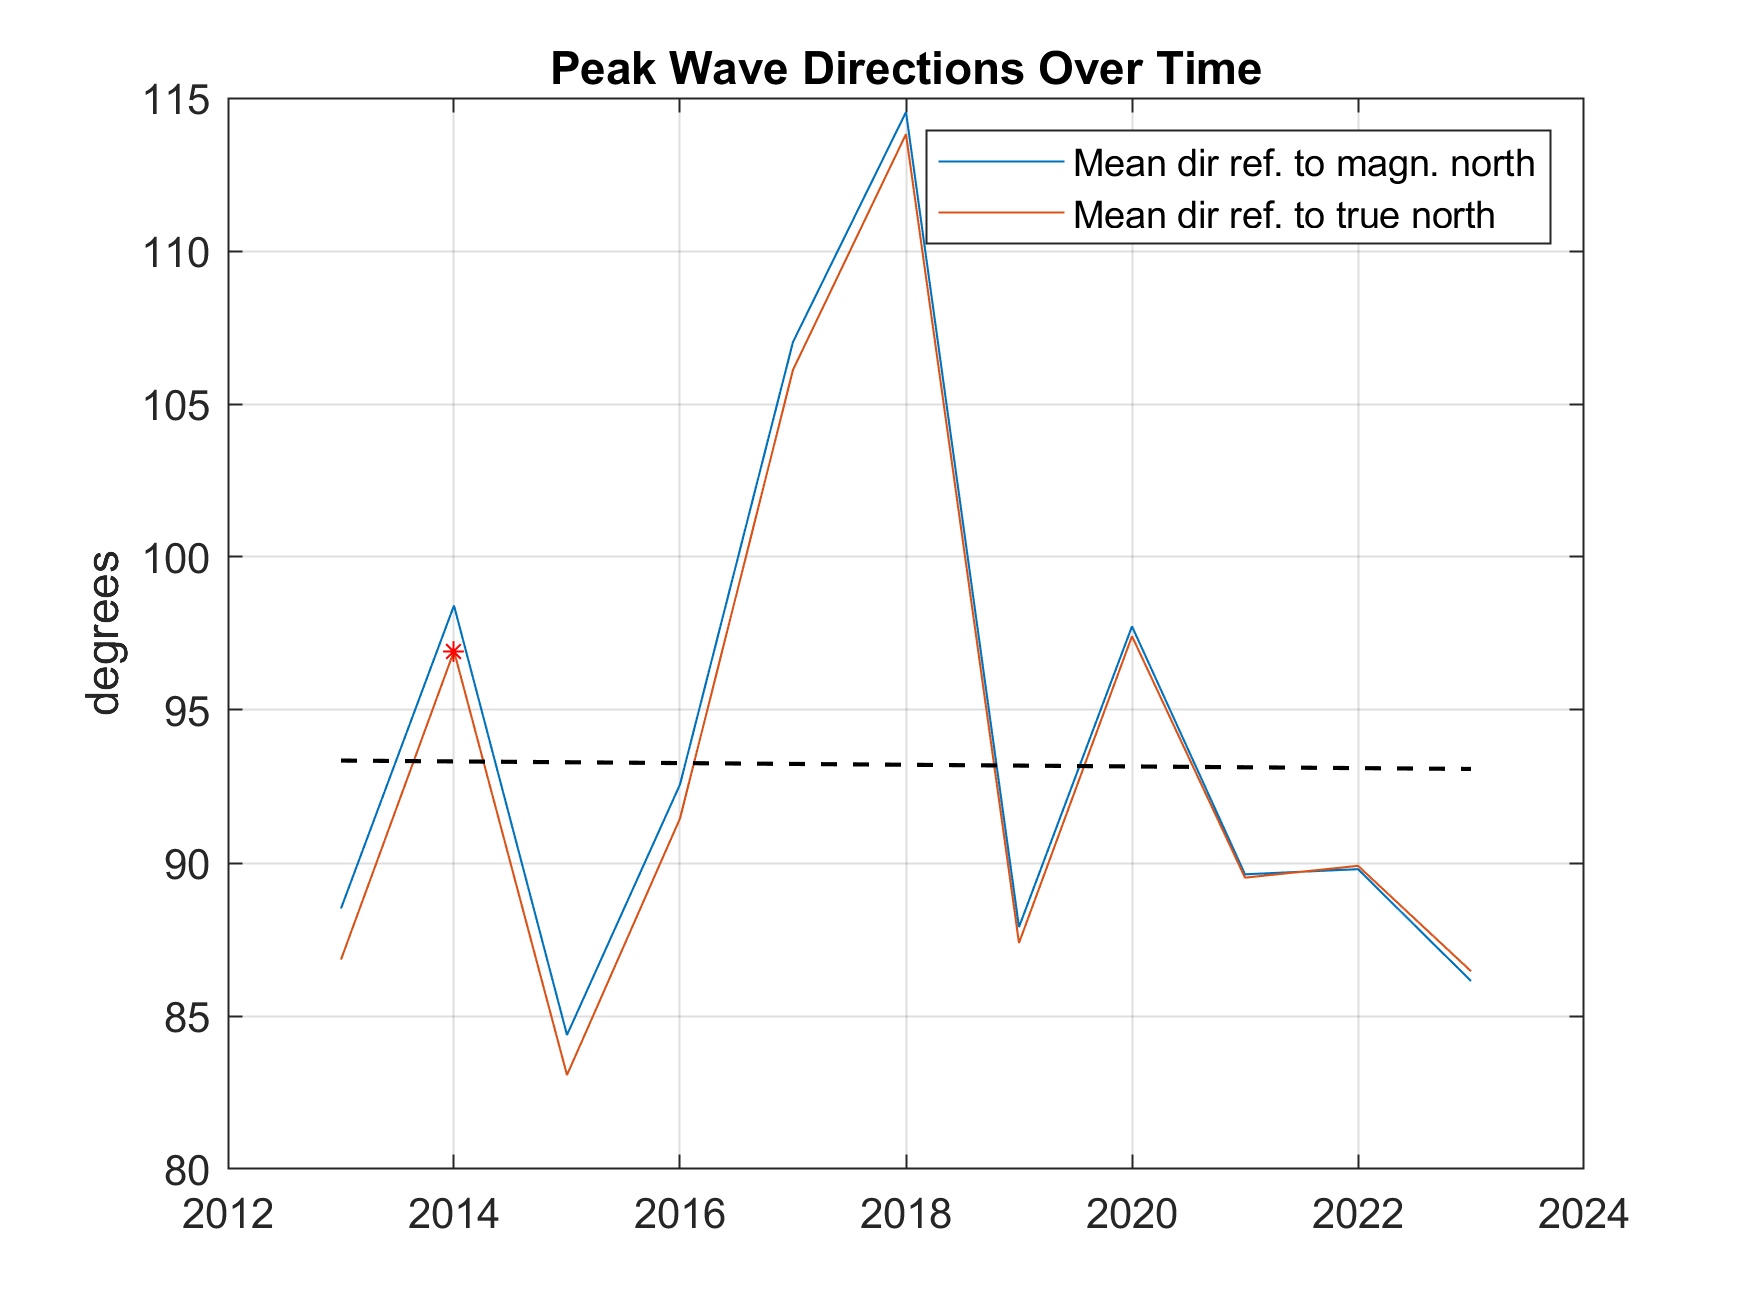 Peak Wave Directions Over Time
115
110
105
100
95
90
85
80
degrees
Mean dir ref. to magn. north
Mean dir ref. to true north
2012 2014 2016 2018 2020 2022 2024